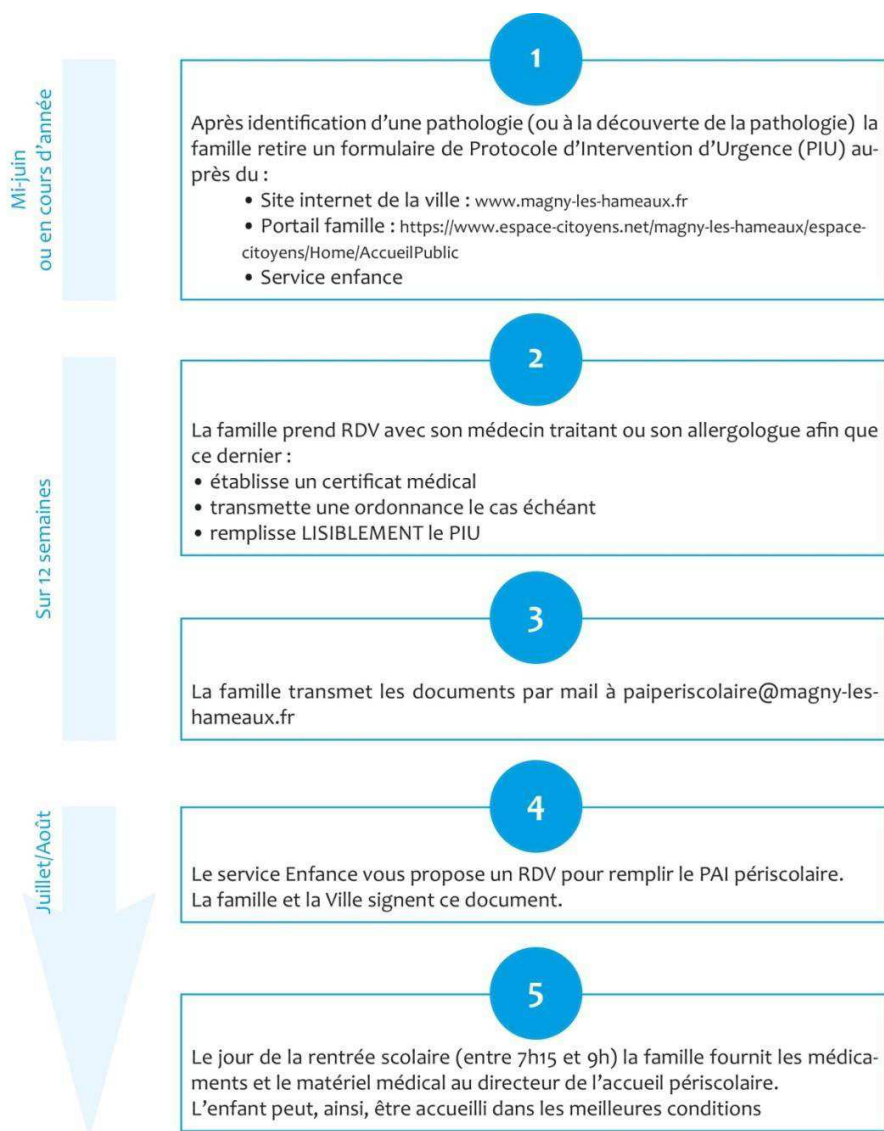 Mi-juin
ou en cours d'année
1
Après identification d'une pathologie (ou à la découverte de la pathologie) la
famille retire un formulaire de Protocole d'Intervention d'Urgence (PIU) au-
près du :
• Site internet de la ville : www.magny-les-hameaux.fr
• Portail famille : https://www.espace-citoyens.net/magny-les-hameaux/espace-
citoyens/Home/AccueilPublic
• Service enfance
Sur 12 semaines
2
La famille prend RDV avec son médecin traitant ou son allergologue afin que
ce dernier :
• établisse un certificat médical
• transmette une ordonnance le cas échéant
• remplisse LISIBLEMENT le PIU
3
La famille transmet les documents par mail à paiperiscolaire@magny-les-
hameaux.fr
Juillet/Août
4
Le service Enfance vous propose un RDV pour remplir le PAI périscolaire.
La famille et la Ville signent ce document.
5
Le jour de la rentrée scolaire (entre 7h15 et 9h) la famille fournit les médica-
ments et le matériel médical au directeur de l'accueil périscolaire.
L'enfant peut, ainsi, être accueilli dans les meilleures conditions